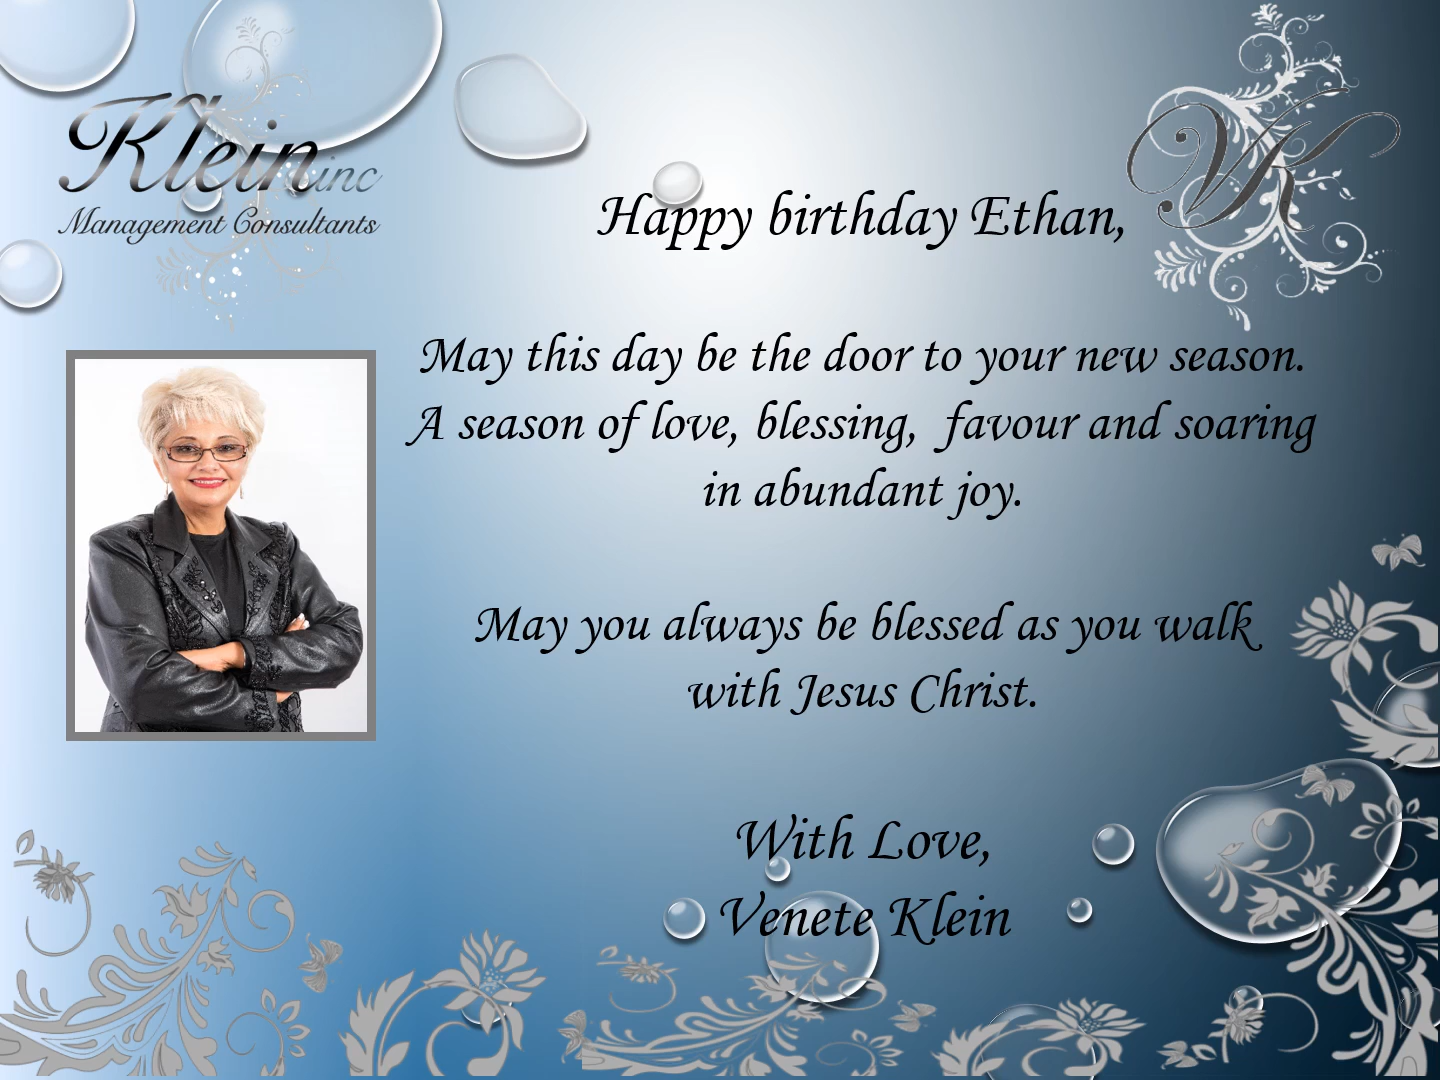 Klein inc
Management Consultants
VK
Happy birthday Ethan,
May this day be the door to your new season.
A season of love, blessing, favour and soaring
in abundant joy.
May you always be blessed as you walk
with Jesus Christ.
With Love,
Venete Klein